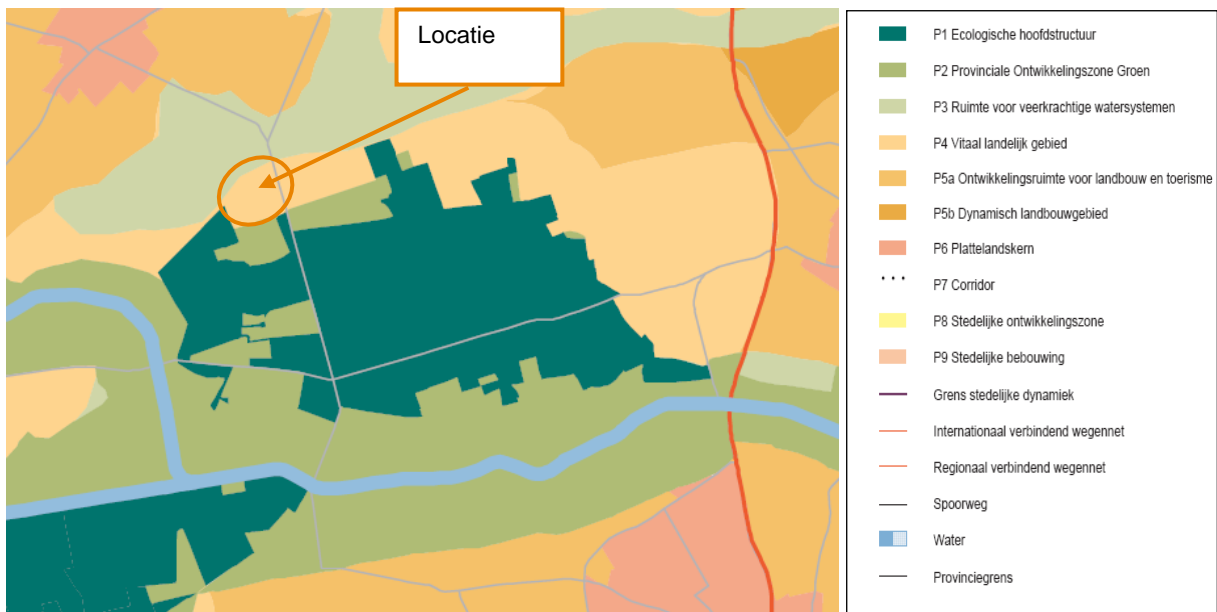 Locatie
P1 Ecologische hoofdstructuur
P2 Provinciale Ontwikkelingszone Groen
P3 Ruimte voor veerkrachtige watersystemen
P4 Vitaal landelijk gebied
P5a Ontwikkelingsruimte voor landbouw en toerisme
P5b Dynamisch landbouwgebied
P6 Plattelandskern
P7 Corridor
P8 Stedelijke ontwikkelingszone
P9 Stedelijke bebouwing
Grens stedelijke dynamiek
Internationaal verbindend wegennet
Regionaal verbindend wegennet
Spoorweg
Water
Provinciegrens